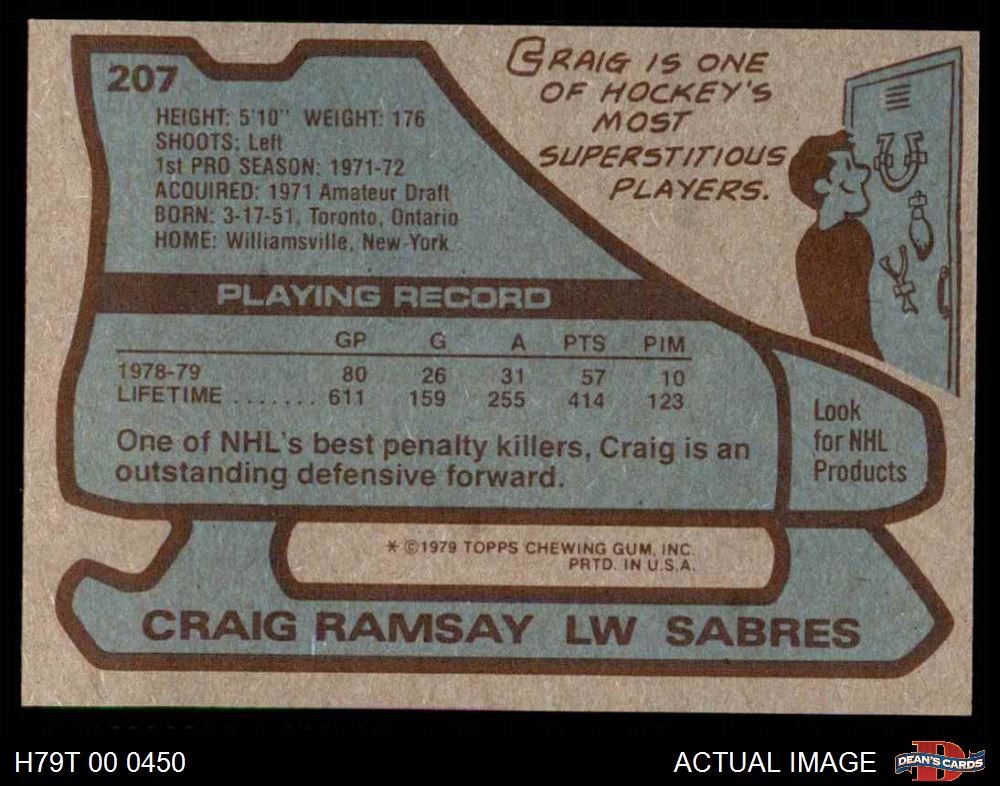 207
HEIGHT: 5'10" WEIGHT: 176
SHOOTS: Left
1st PRO SEASON: 1971-72
ACQUIRED: 1971 Amateur Draft
BORN: 3-17-51, Toronto, Ontario
HOME: Williamsville, New York
CRAIG IS ONE
OF HOCKEY'S
MOST
SUPERSTITIOUS
PLAYERS.
PLAYING RECORD
GP G A PTS PIM
1978-79 80 26 31 57 10
LIFETIME ....... 611 159 255 414 123
One of NHL's best penalty killers, Craig is an
outstanding defensive forward.
Look
for NHL
Products
* ©1979 TOPPS CHEWING GUM, INC.
PRTD. IN U.S.A.
CRAIG RAMSAY LW SABRES
H79T 00 0450
ACTUAL IMAGE
DEAN'S CARDS